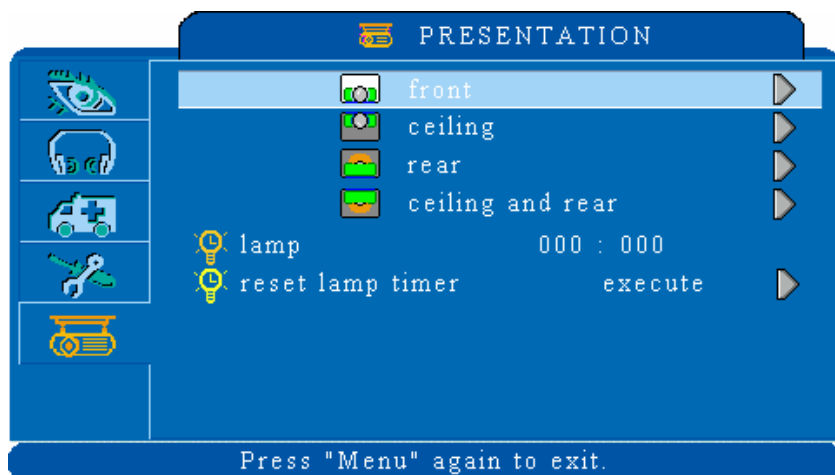 PRESENTATION
front
ceiling
rear
ceiling and rear
lamp 000 : 000
reset lamp timer execute
Press "Menu" again to exit.